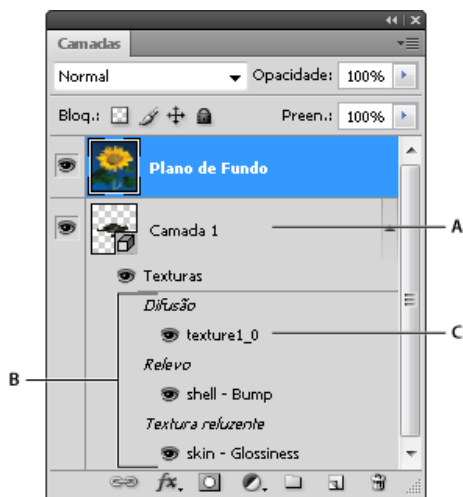 Camadas
Normal Opacidade: 100%
Bloq.: Preen.: 100%
Plano de Fundo
Camada 1 A
Texturas
Difusão
texture1_0 C
Relevo
B
shell - Bump
Textura reluzente
skin - Glossiness
fx.